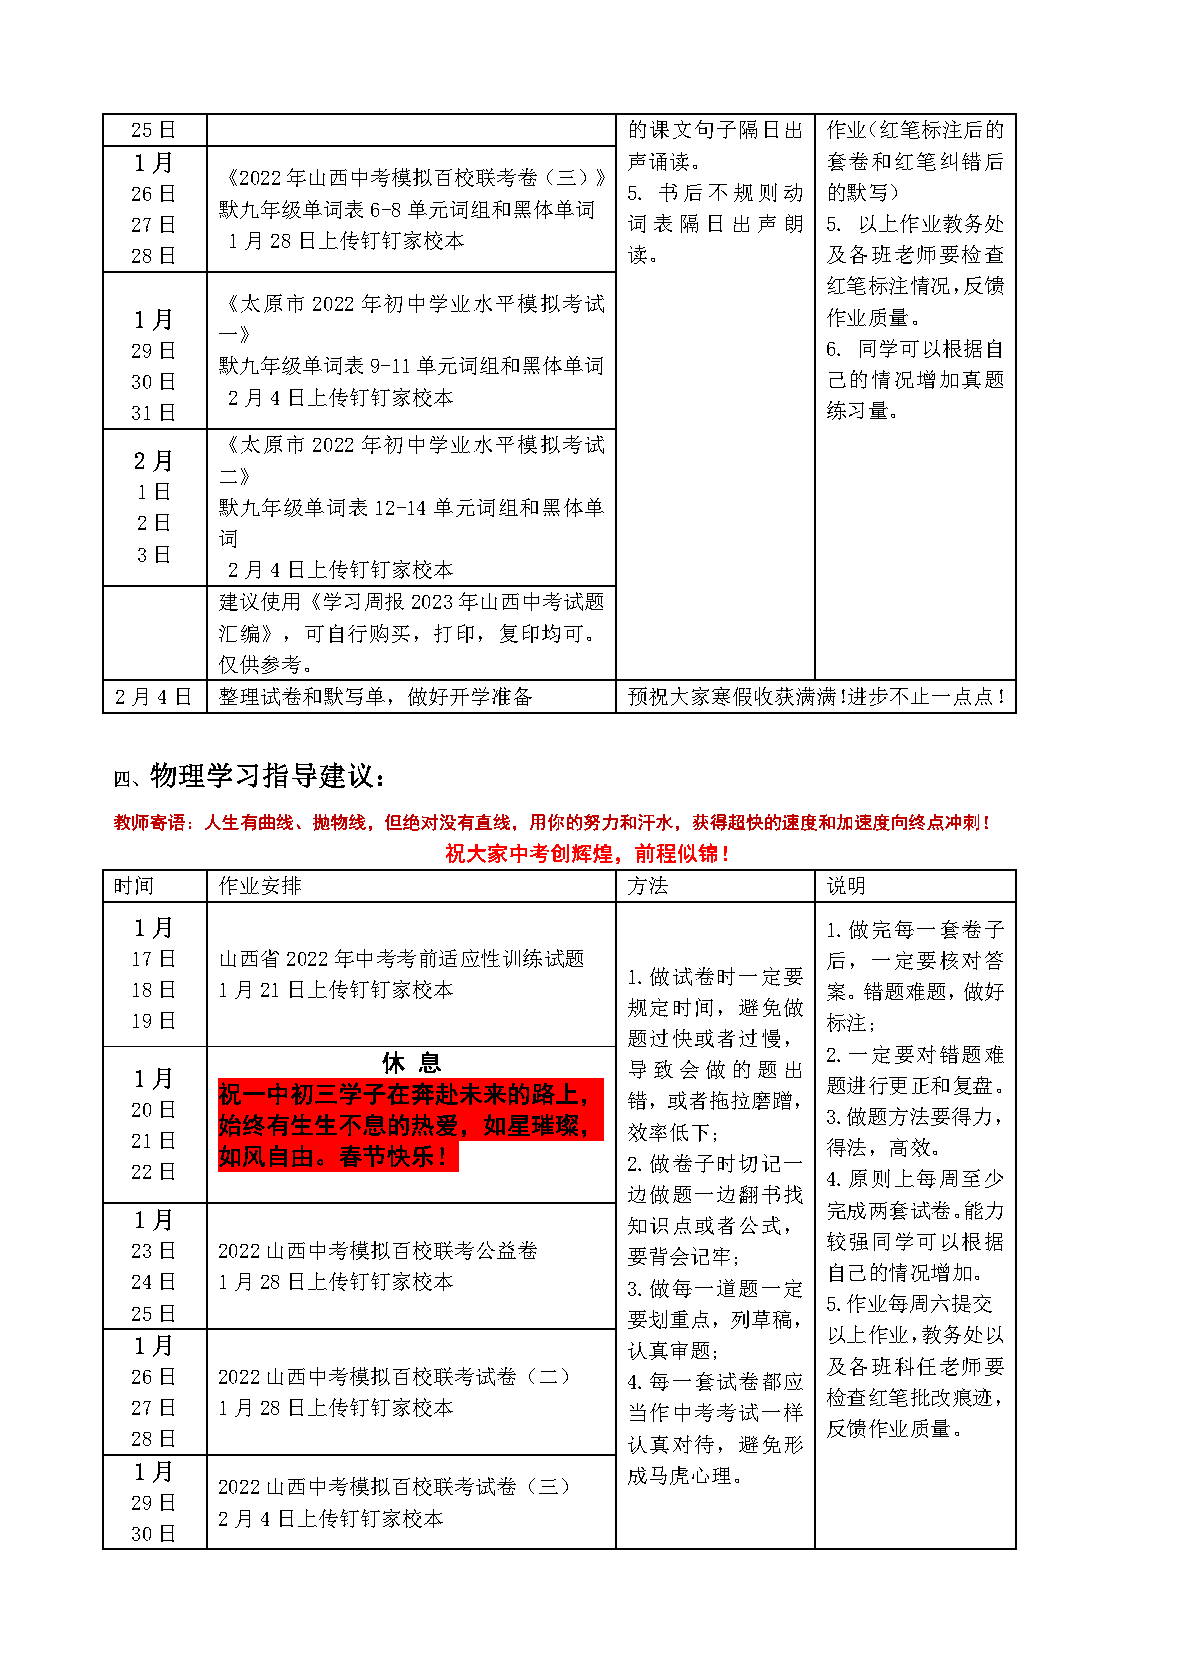 25日
的课文句子隔日出
声诵读。
5. 书后不规则动
词表隔日出声朗
读。
作业（红笔标注后的
套卷和红笔纠错后
的默写）
5. 以上作业教务处
及各班老师要检查
红笔标注情况，反馈
作业质量。
6. 同学可以根据自
己的情况增加真题
练习量。
1月
26日
27日
28日
《2022年山西中考模拟百校联考卷（三）》
默九年级单词表6-8单元词组和黑体单词
1月28日上传钉钉家校本
1月
29日
30日
31日
《太原市2022年初中学业水平模拟考试
一》
默九年级单词表9-11单元词组和黑体单词
2月4日上传钉钉家校本
2月
1日
2日
3日
《太原市2022年初中学业水平模拟考试
二》
默九年级单词表12-14单元词组和黑体单
词
2月4日上传钉钉家校本
建议使用《学习周报2023年山西中考试题
汇编》，可自行购买，打印，复印均可。
仅供参考。
2月4日
整理试卷和默写单，做好开学准备
预祝大家寒假收获满满！进步不止一点点！
四、物理学习指导建议：
教师寄语：人生有曲线、抛物线，但绝对没有直线，用你的努力和汗水，获得超快的速度和加速度向终点冲刺！
祝大家中考创辉煌，前程似锦！
时间
作业安排
方法
说明
1月
17日
18日
19日
山西省2022年中考考前适应性训练试题
1月21日上传钉钉家校本
1.做试卷时一定要
规定时间，避免做
题过快或者过慢，
导致会做的题出
错，或者拖拉磨蹭，
效率低下；
2.做卷子时切记一
边做题一边翻书找
知识点或者公式，
要背会记牢；
3.做每一道题一定
要划重点，列草稿，
认真审题；
4.每一套试卷都应
当作中考考试一样
认真对待，避免形
成马虎心理。
1.做完每一套卷子
后，一定要核对答
案。错题难题，做好
标注；
2.一定要对错题难
题进行更正和复盘。
3.做题方法要得力，
得法，高效。
4.原则上每周至少
完成两套试卷。能力
较强同学可以根据
自己的情况增加。
5.作业每周六提交
以上作业，教务处以
及各班科任老师要
检查红笔批改痕迹，
反馈作业质量。
1月
20日
21日
22日
休 息
祝一中初三学子在奔赴未来的路上，
始终有生生不息的热爱，如星璀璨，
如风自由。春节快乐！
1月
23日
24日
25日
2022山西中考模拟百校联考公益卷
1月28日上传钉钉家校本
1月
26日
27日
28日
2022山西中考模拟百校联考试卷（二）
1月28日上传钉钉家校本
1月
29日
30日
2022山西中考模拟百校联考试卷（三）
2月4日上传钉钉家校本